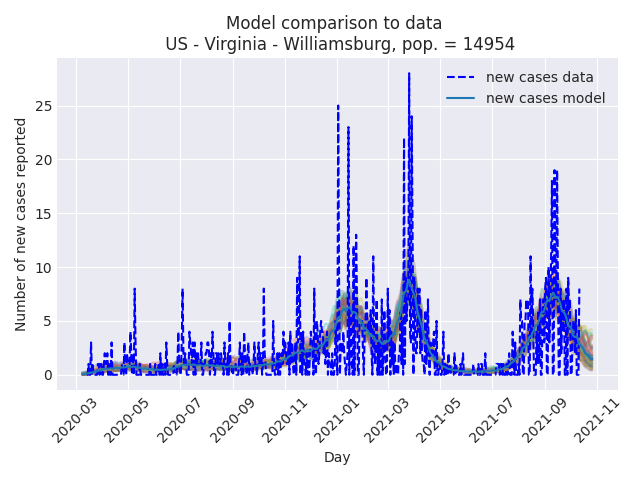 Model comparison to data
US - Virginia - Williamsburg, pop. = 14954
new cases data
new cases model
Number of new cases reported
25
20
15
10
5
0
2020-03
2020-05
2020-07
2020-09
2020-11
2021-01
2021-03
2021-05
2021-07
2021-09
2021-11
Day